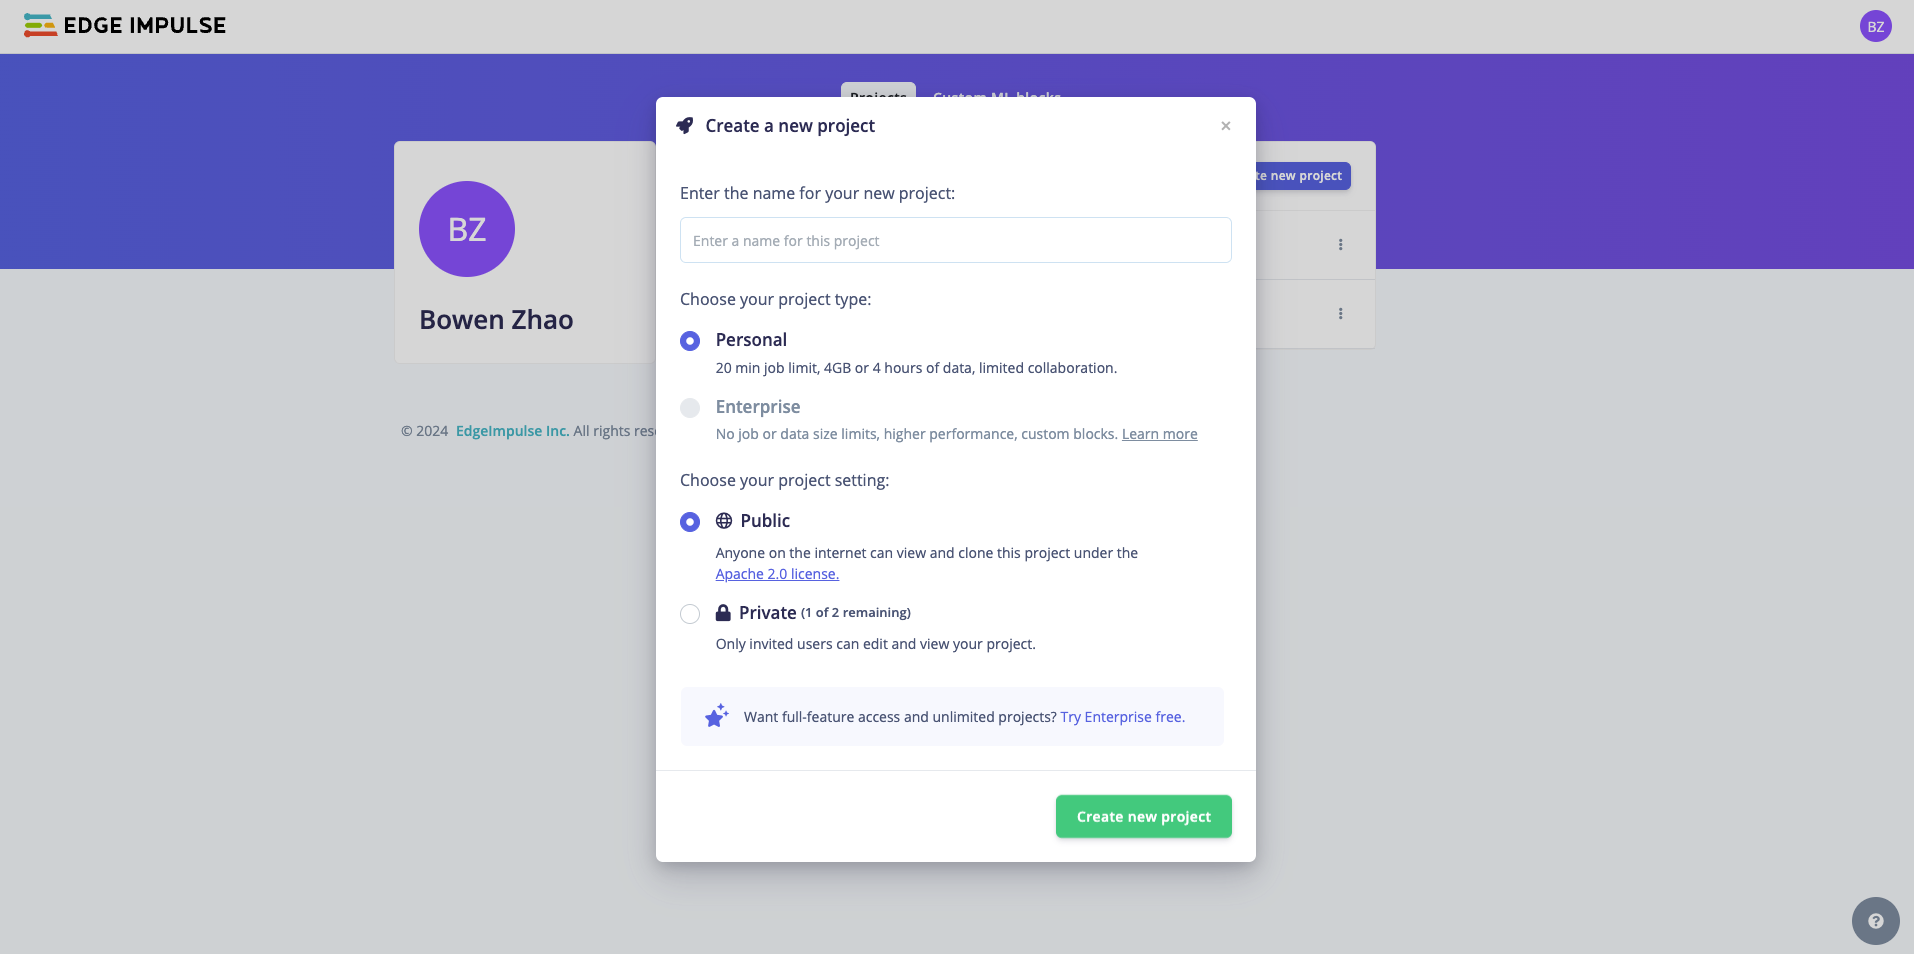 EDGE IMPULSE
BZ
Projects
Custom ML blocks
Create a new project
×
new project
BZ
Bowen Zhao
Enter the name for your new project:
Enter a name for this project
Choose your project type:
Personal
20 min job limit, 4GB or 4 hours of data, limited collaboration.
Enterprise
No job or data size limits, higher performance, custom blocks. Learn more
© 2024 EdgeImpulse Inc. All rights
Choose your project setting:
Public
Anyone on the internet can view and clone this project under the
Apache 2.0 license.
Private (1 of 2 remaining)
Only invited users can edit and view your project.
Want full-feature access and unlimited projects? Try Enterprise free.
Create new project
?